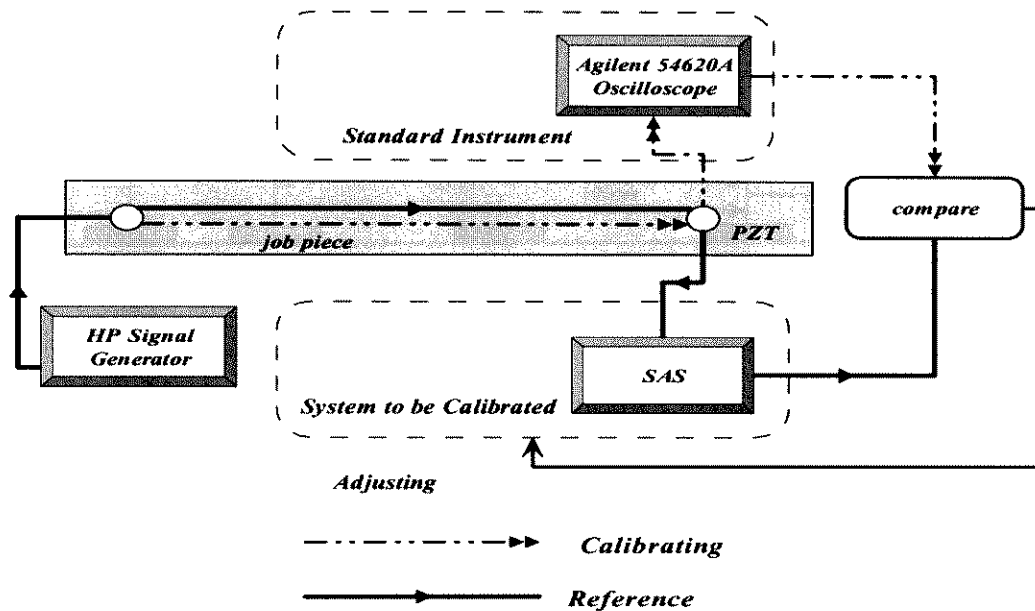 Agilent 54620A
Oscilloscope
Standard Instrument
compare
job piece
PZT
HP Signal
Generator
SAS
System to be Calibrated
Adjusting
Calibrating
Reference